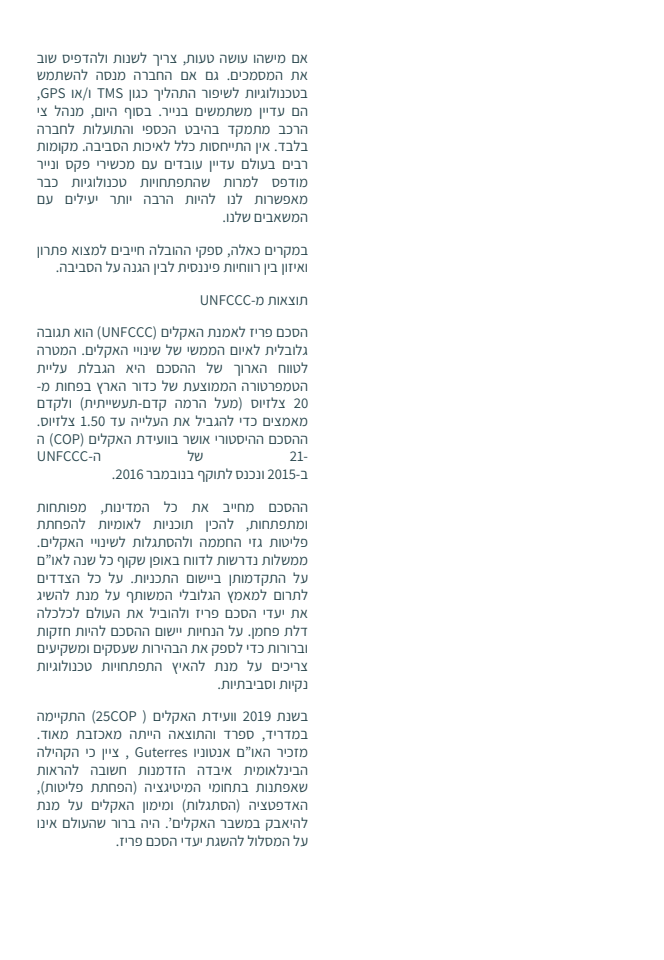 אם מישהו עושה טעות, צריך לשנות ולהדפיס שוב
את המסמכים. גם אם החברה מנסה להשתמש
בטכנולוגיות לשיפור התהליך כגון TMS ו/או GPS,
הם עדיין משתמשים בנייר. בסוף היום, מנהל צי
הרכב מתמקד בהיבט הכספי והתועלות לחברה
בלבד. אין התייחסות כלל לאיכות הסביבה. מקומות
רבים בעולם עדיין עובדים עם מכשירי פקס ונייר
מודפס למרות שהתפתחויות טכנולוגיות כבר
מאפשרות לנו להיות הרבה יותר יעילים עם
המשאבים שלנו.
במקרים כאלה, ספקי ההובלה חייבים למצוא פתרון
ואיזון בין רווחיות פיננסית לבין הגנה על הסביבה.
תוצאות מ-UNFCCC
הסכם פריז לאמנת האקלים (UNFCCC) הוא תגובה
גלובלית לאיום הממשי של שינויי האקלים. המטרה
לטווח הארוך של ההסכם היא הגבלת עליית
הטמפרטורה הממוצעת של כדור הארץ בפחות מ-
20 צלזיוס (מעל הרמה קדם-תעשייתית) ולקדם
מאמצים כדי להגביל את העלייה עד 1.50 צלזיוס.
ההסכם ההיסטורי אושר בוועידת האקלים (COP) ה
-21 של ה-UNFCCC
ב-2015 ונכנס לתוקף בנובמבר 2016.
ההסכם מחייב את כל המדינות, מפותחות
ומתפתחות, להכין תוכניות לאומיות להפחתת
פליטות גזי החממה ולהסתגלות לשינויי האקלים.
ממשלות נדרשות לדווח באופן שקוף כל שנה לאו”ם
על התקדמותן ביישום התכניות. על כל הצדדים
לתרום למאמץ הגלובלי המשותף על מנת להשיג
את יעדי הסכם פריז ולהוביל את העולם לכלכלה
דלת פחמן. על הנחיות יישום ההסכם להיות חזקות
וברורות כדי לספק את הבהירות שעסקים ומשקיעים
צריכים על מנת להאיץ התפתחויות טכנולוגיות
נקיות וסביבתיות.
בשנת 2019 וועידת האקלים ( 25COP) התקיימה
במדריד, ספרד והתוצאה הייתה מאכזבת מאוד.
מזכיר האו”ם אנטוניו Guterres , ציין כי הקהילה
הבינלאומית איבדה הזדמנות חשובה להראות
שאפתנות בתחומי המיטיגציה (הפחתת פליטות),
האדפטציה (הסתגלות) ומימון האקלים על מנת
להיאבק במשבר האקלים’. היה ברור שהעולם אינו
על המסלול להשגת יעדי הסכם פריז.